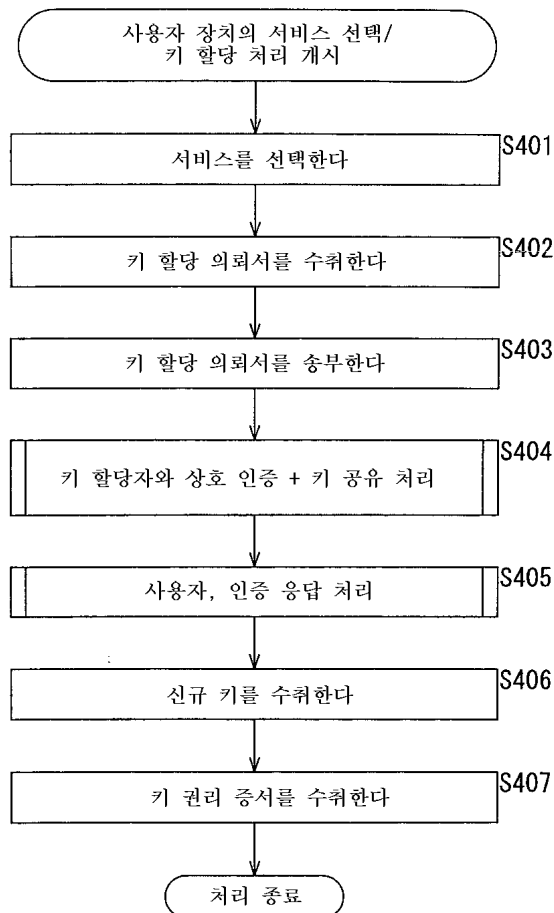 사용자 장치의 서비스 선택/
키 할당 처리 개시
S401
서비스를 선택한다
S402
키 할당 의뢰서를 수취한다
S403
키 할당 의뢰서를 송부한다
S404
키 할당자와 상호 인증 + 키 공유 처리
S405
사용자, 인증 응답 처리
S406
신규 키를 수취한다
S407
키 권리 증서를 수취한다
처리 종료